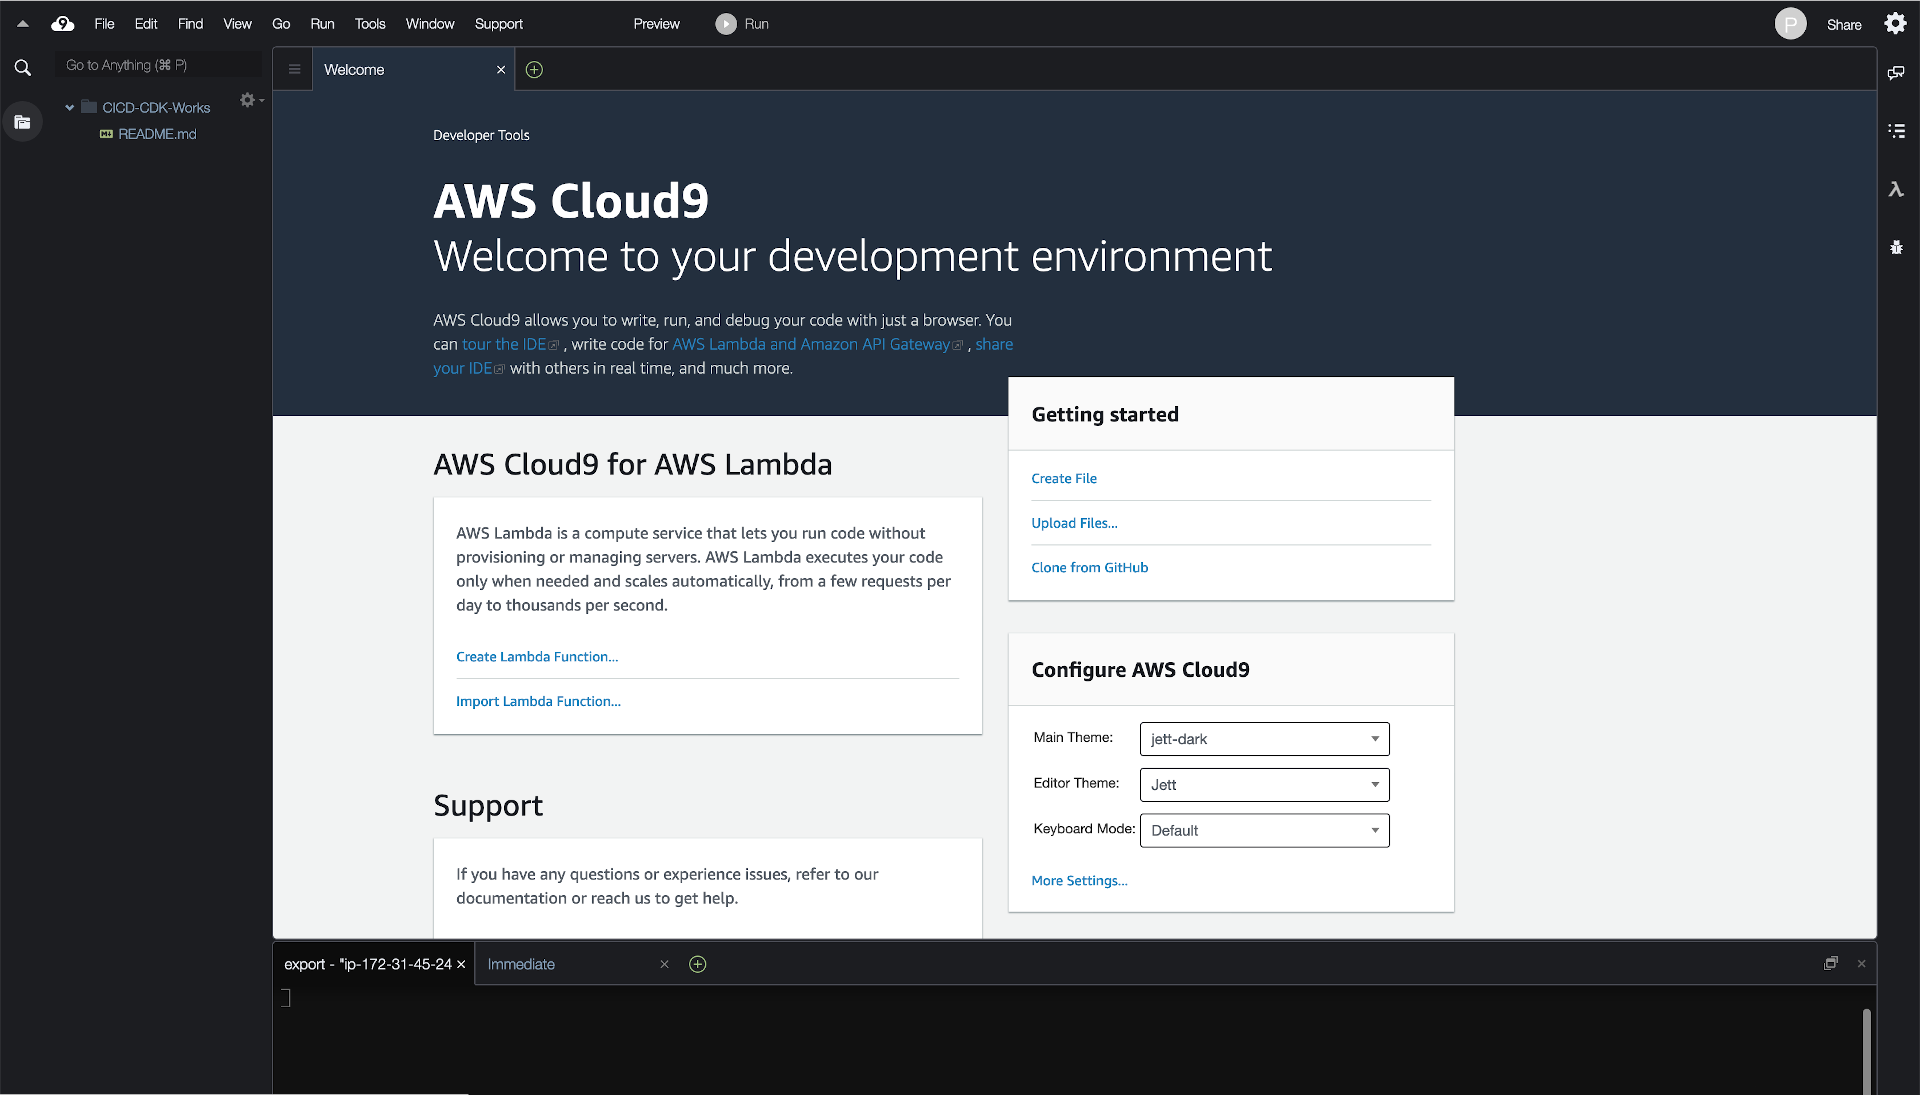 File Edit Find View Go Run Tools Window Support Preview Run P Share
Go to Anything (⌘ P)
CICD-CDK-Works
README.md
Welcome
Developer Tools
AWS Cloud9
Welcome to your development environment
AWS Cloud9 allows you to write, run, and debug your code with just a browser. You
can tour the IDE , write code for AWS Lambda and Amazon API Gateway , share
your IDE with others in real time, and much more.
AWS Cloud9 for AWS Lambda
AWS Lambda is a compute service that lets you run code without
provisioning or managing servers. AWS Lambda executes your code
only when needed and scales automatically, from a few requests per
day to thousands per second.
Create Lambda Function...
Import Lambda Function...
Support
If you have any questions or experience issues, refer to our
documentation or reach us to get help.
Getting started
Create File
Upload Files...
Clone from GitHub
Configure AWS Cloud9
Main Theme: jett-dark
Editor Theme: Jett
Keyboard Mode: Default
More Settings...
export - "ip-172-31-45-24
Immediate